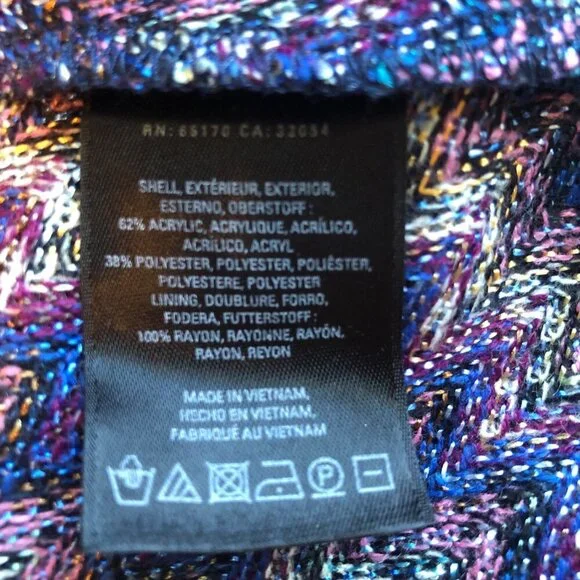 RN: 65170 CA: 32054
SHELL, EXTÉRIEUR, EXTERIOR,
ESTERNO, OBERSTOFF :
62% ACRYLIC, ACRYLIQUE, ACRÍLICO,
ACRÍLICO, ACRYL
38% POLYESTER, POLYESTER, POLIÉSTER,
POLYESTERE, POLYESTER
LINING, DOUBLURE, FORRO,
FODERA, FUTTERSTOFF :
100% RAYON, RAYONNE, RAYÓN,
RAYON, REYON
MADE IN VIETNAM,
HECHO EN VIETNAM,
FABRIQUÉ AU VIETNAM
P